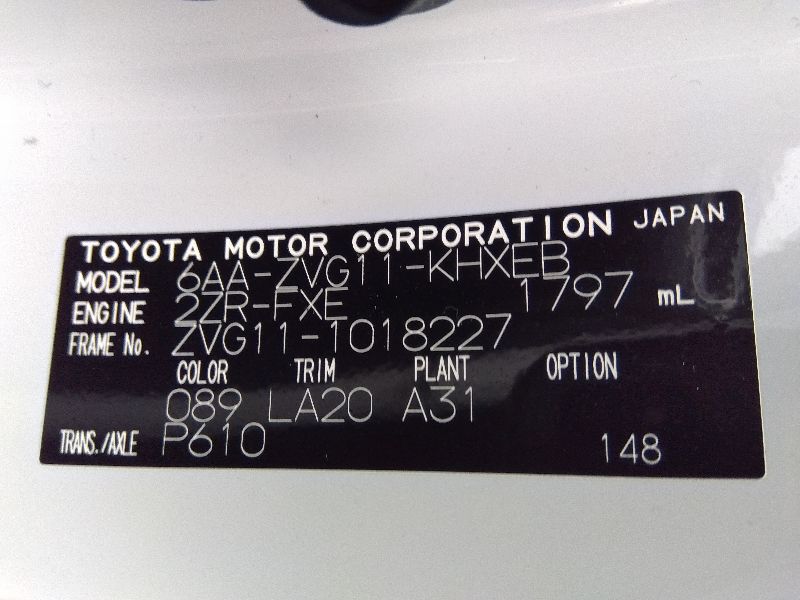 TOYOTA MOTOR CORPORATION JAPAN
MODEL 6AA-ZVG11-KHXEB
ENGINE 2ZR-FXE 1797 mL
FRAME No. ZVG11-1018227
COLOR TRIM PLANT OPTION
089 LA20 A31
TRANS./AXLE P610 148